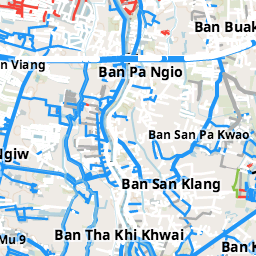 Ban Buak
n Viang
Ban Pa Ngio
Ban San Pa Kwao
Ngiw
Ban San Klang
Ban Tha Khi Khwai
Mu 9
Ban K